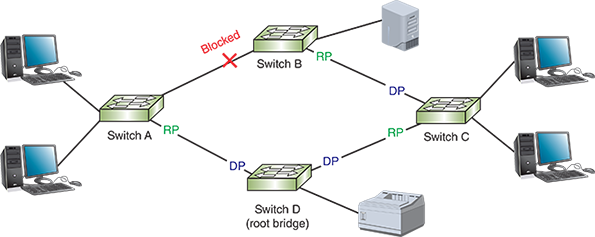 Blocked
Switch B
RP
DP
Switch A
RP
Switch C
RP
DP
DP
Switch D
(root bridge)